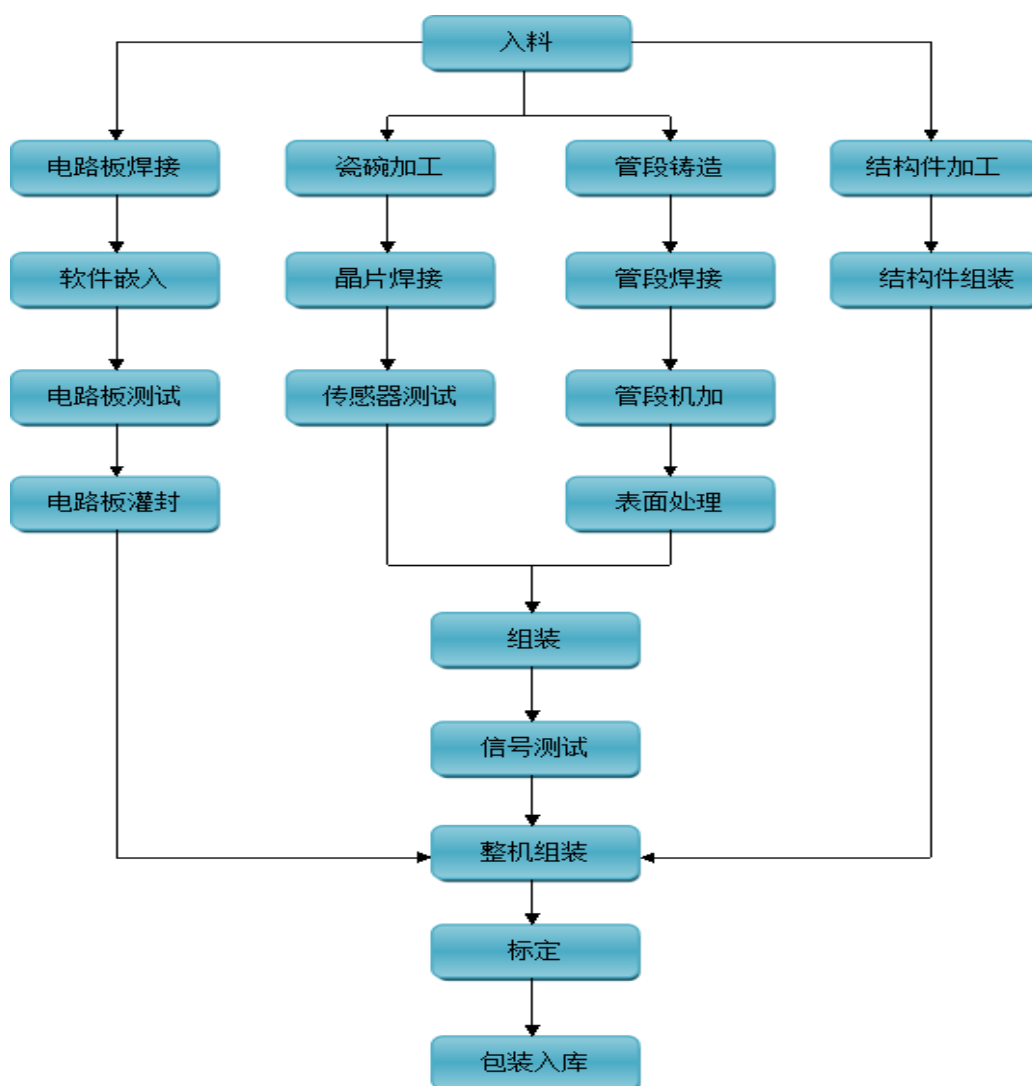 入料
电路板焊接
瓷碗加工
管段铸造
结构件加工
软件嵌入
晶片焊接
管段焊接
结构件组装
电路板测试
传感器测试
管段机加
电路板灌封
表面处理
组装
信号测试
整机组装
标定
包装入库